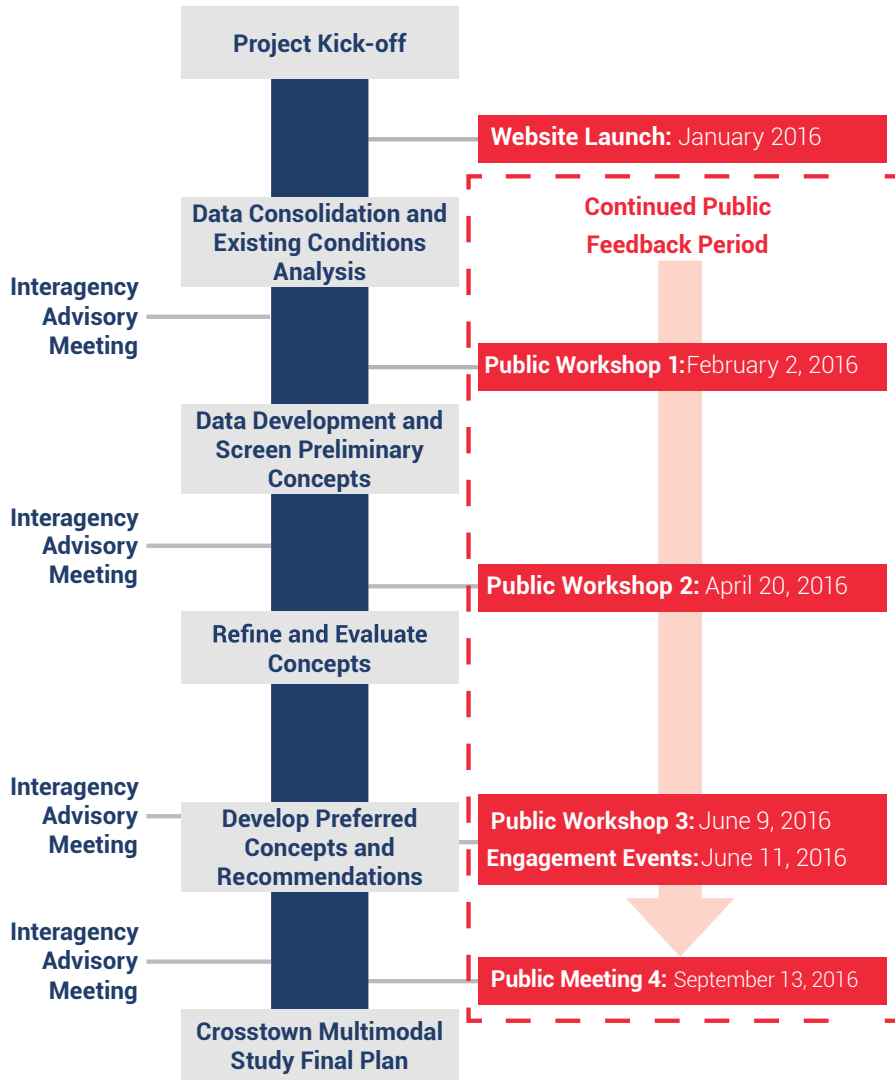 Project Kick-off
Website Launch: January 2016
Continued Public
Feedback Period
Data Consolidation and
Existing Conditions
Analysis
Interagency
Advisory
Meeting
Public Workshop 1:February 2, 2016
Data Development and
Screen Preliminary
Concepts
Interagency
Advisory
Meeting
Public Workshop 2: April 20, 2016
Refine and Evaluate
Concepts
Interagency
Advisory
Meeting
Develop Preferred
Concepts and
Recommendations
Public Workshop 3: June 9, 2016
Engagement Events: June 11, 2016
Interagency
Advisory
Meeting
Public Meeting 4: September 13, 2016
Crosstown Multimodal
Study Final Plan